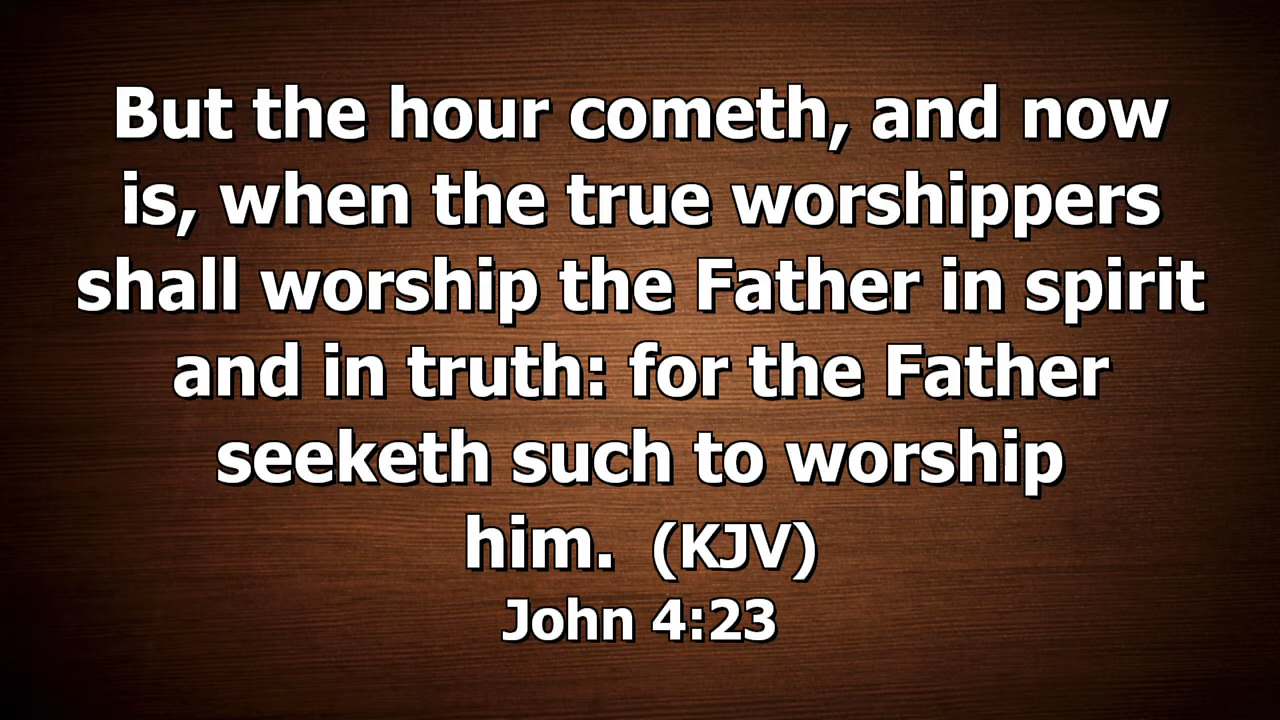 But the hour cometh, and now
is, when the true worshippers
shall worship the Father in spirit
and in truth: for the Father
seeketh such to worship
him. (KJV)
John 4:23